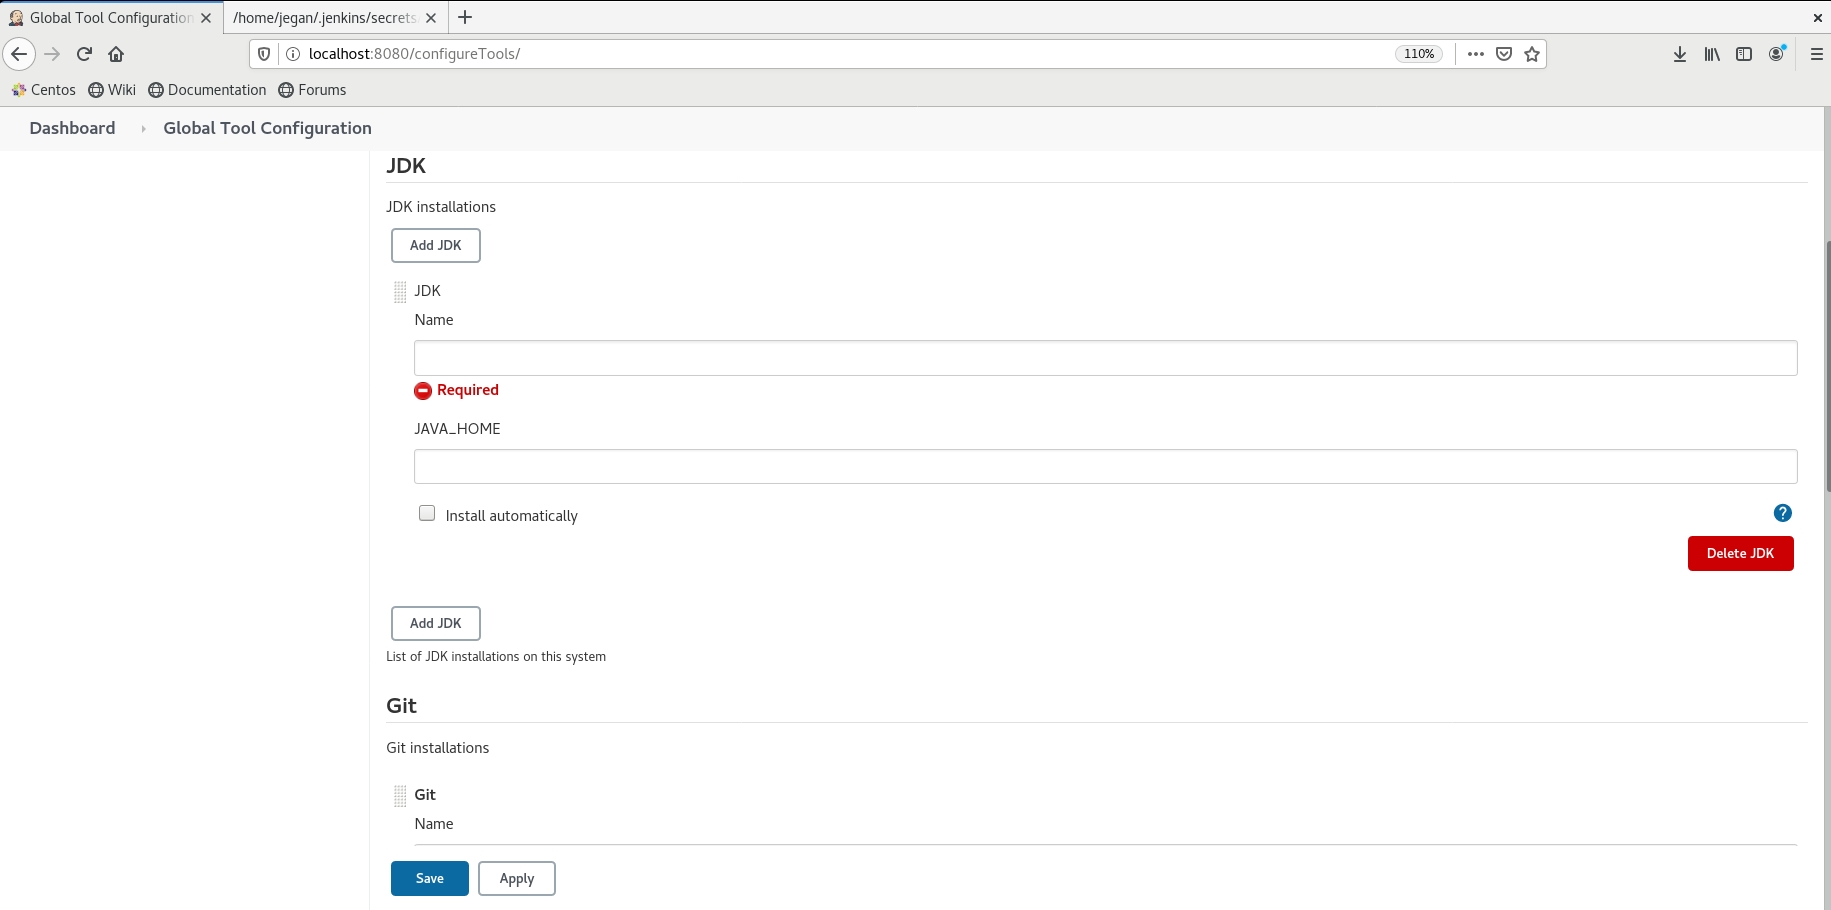 Global Tool Configuration
/home/jegan/.jenkins/secrets
localhost:8080/configureTools/
110%
Centos Wiki Documentation Forums
Dashboard Global Tool Configuration
JDK
JDK installations
Add JDK
JDK
Name
Required
JAVA_HOME
Install automatically
?
Delete JDK
Add JDK
List of JDK installations on this system
Git
Git installations
Git
Name
Save Apply